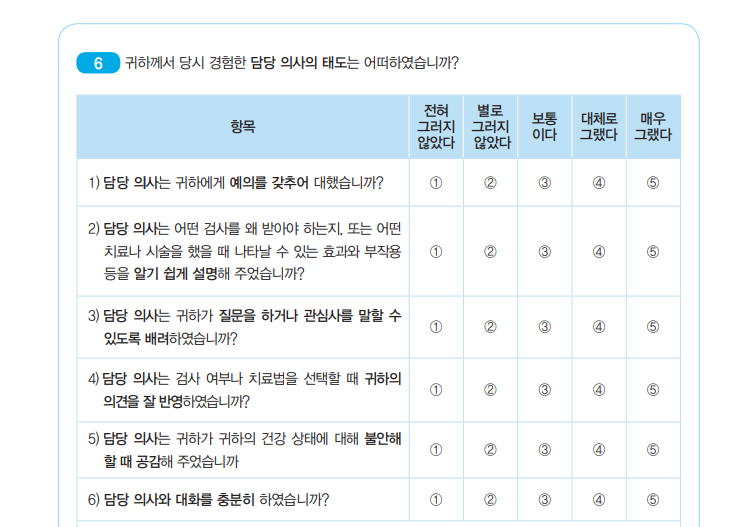 6 귀하께서 당시 경험한 담당 의사의 태도는 어떠하였습니까?
항목
전혀
그러지
않았다
별로
그러지
않았다
보통
이다
대체로
그랬다
매우
그랬다
1) 담당 의사는 귀하에게 예의를 갖추어 대했습니까? ① ② ③ ④ ⑤
2) 담당 의사는 어떤 검사를 왜 받아야 하는지, 또는 어떤
치료나 시술을 했을 때 나타날 수 있는 효과와 부작용 ① ② ③ ④ ⑤
등을 알기 쉽게 설명해 주었습니까?
3) 담당 의사는 귀하가 질문을 하거나 관심사를 말할 수
있도록 배려하였습니까? ① ② ③ ④ ⑤
4) 담당 의사는 검사 여부나 치료법을 선택할 때 귀하의
의견을 잘 반영하였습니까? ① ② ③ ④ ⑤
5) 담당 의사는 귀하가 귀하의 건강 상태에 대해 불안해
할 때 공감해 주었습니까 ① ② ③ ④ ⑤
6) 담당 의사와 대화를 충분히 하였습니까? ① ② ③ ④ ⑤